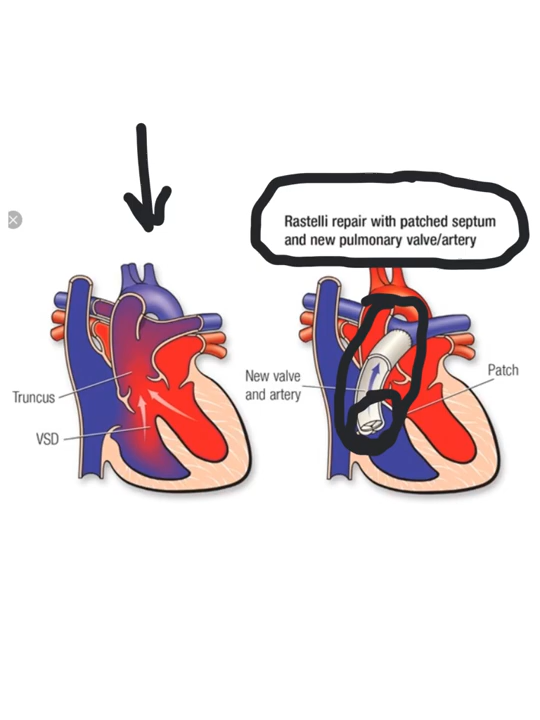 Rastelli repair with patched septum
and new pulmonary valve/artery
Truncus
VSD
New valve
and artery
Patch